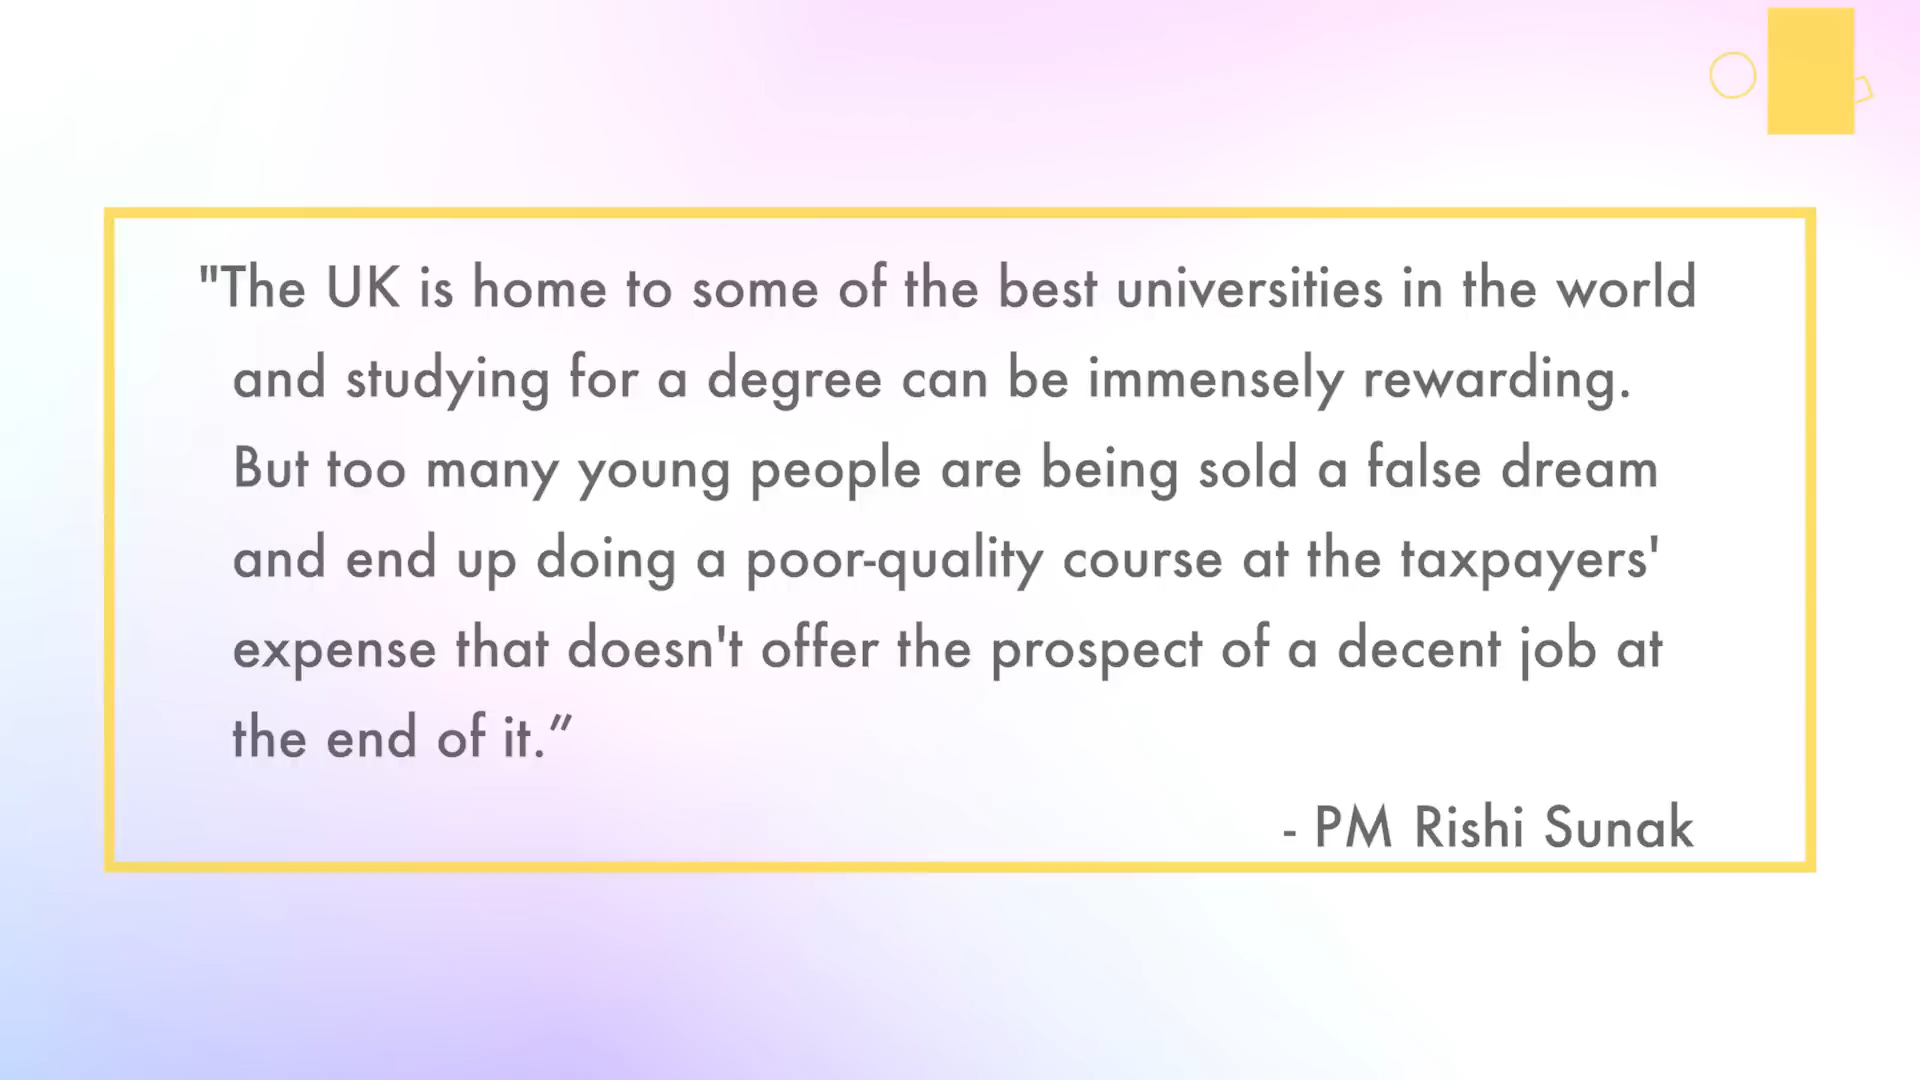 "The UK is home to some of the best universities in the world
and studying for a degree can be immensely rewarding.
But too many young people are being sold a false dream
and end up doing a poor-quality course at the taxpayers'
expense that doesn't offer the prospect of a decent job at
the end of it.”
- PM Rishi Sunak